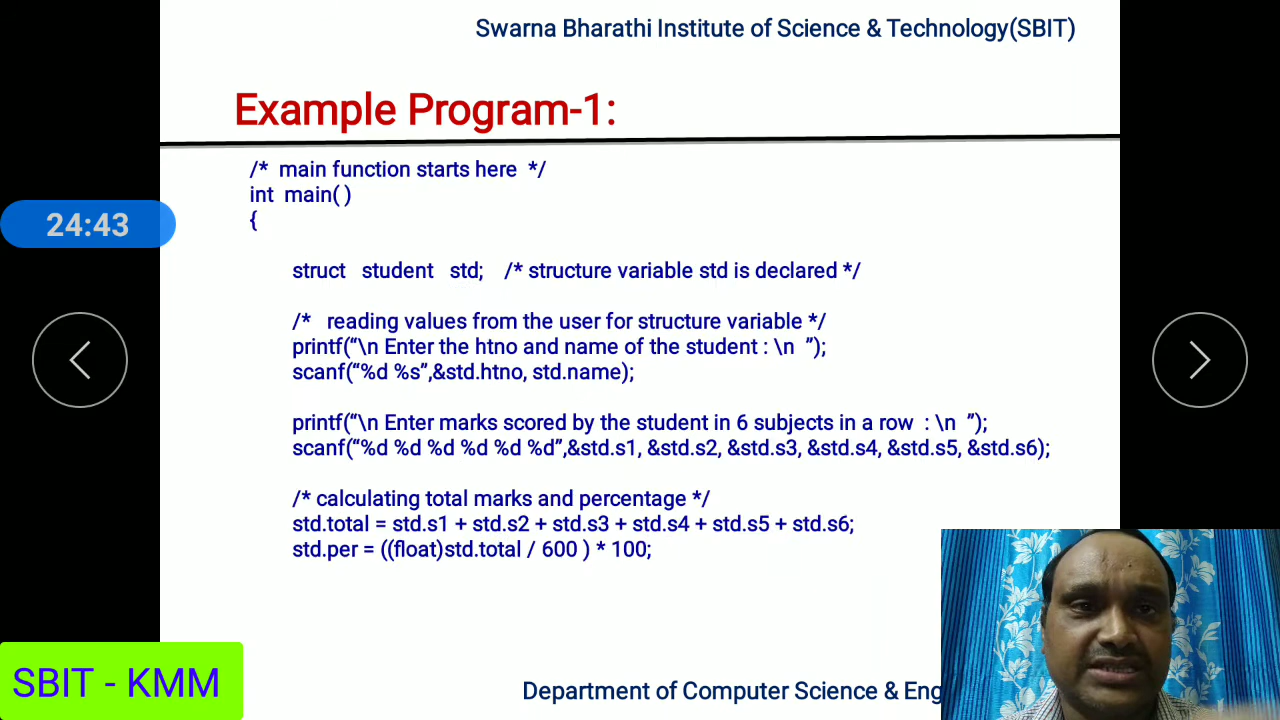 Swarna Bharathi Institute of Science & Technology(SBIT)
Example Program-1:
/* main function starts here */
int main( )
{
24:43
struct student std; /* structure variable std is declared */
/* reading values from the user for structure variable */
printf(“\n Enter the htno and name of the student : \n ”);
scanf(“%d %s”,&std.htno, std.name);
printf(“\n Enter marks scored by the student in 6 subjects in a row : \n ”);
scanf(“%d %d %d %d %d %d”,&std.s1, &std.s2, &std.s3, &std.s4, &std.s5, &std.s6);
/* calculating total marks and percentage */
std.total = std.s1 + std.s2 + std.s3 + std.s4 + std.s5 + std.s6;
std.per = ((float)std.total / 600 ) * 100;
SBIT - KMM
Department of Computer Science & Eng